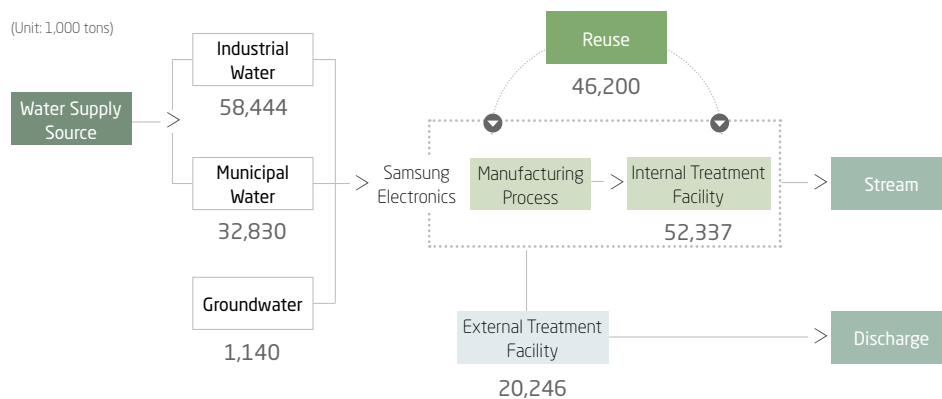 (Unit: 1,000 tons)
Water Supply
Source
Industrial
Water
58,444
Municipal
Water
32,830
Groundwater
1,140
Samsung
Electronics
Reuse
46,200
Manufacturing
Process
Internal Treatment
Facility
52,337
Stream
External Treatment
Facility
20,246
Discharge